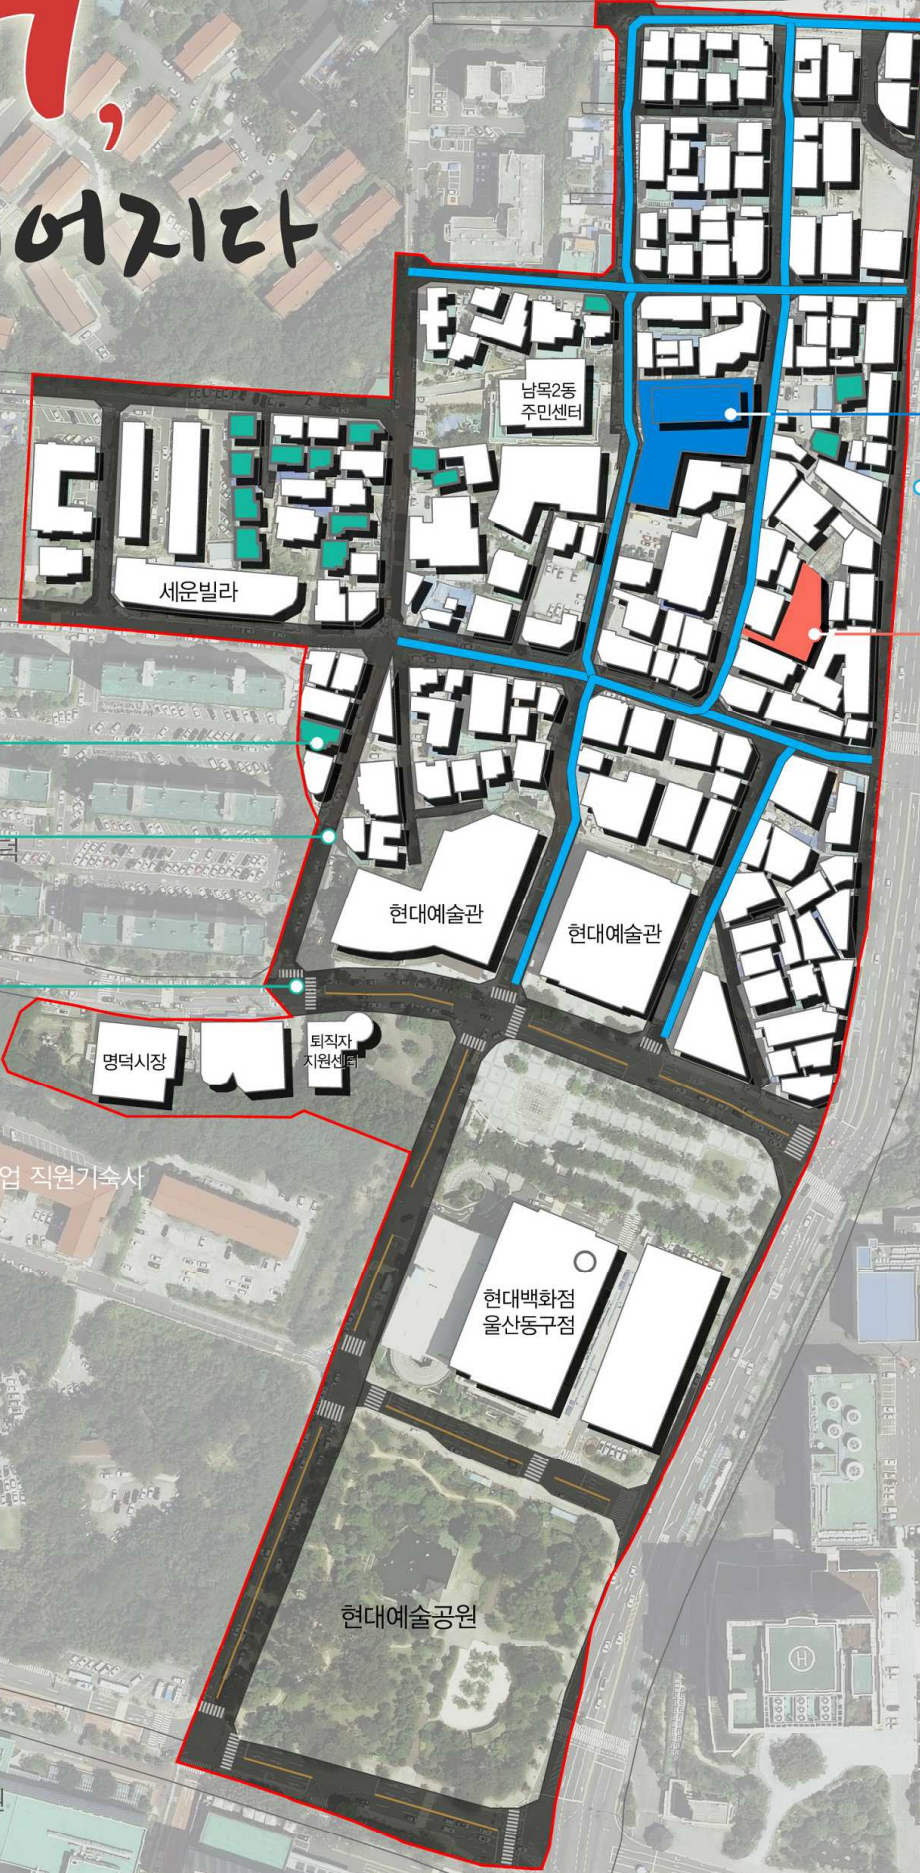 어지다
남목2동
주민센터
세운빌라
현대예술관
현대예술관
명덕시장
퇴직자
지원센터
업 직원기숙사
현대백화점
울산동구점
현대예술공원
H